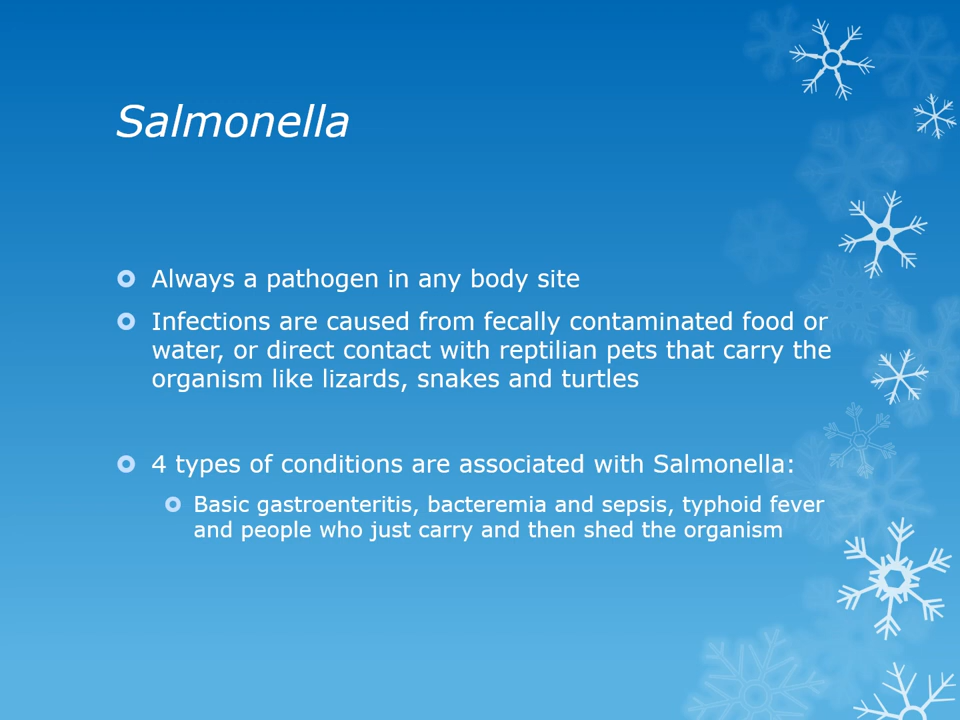 Salmonella
Always a pathogen in any body site
Infections are caused from fecally contaminated food or
water, or direct contact with reptilian pets that carry the
organism like lizards, snakes and turtles
4 types of conditions are associated with Salmonella:
Basic gastroenteritis, bacteremia and sepsis, typhoid fever
and people who just carry and then shed the organism